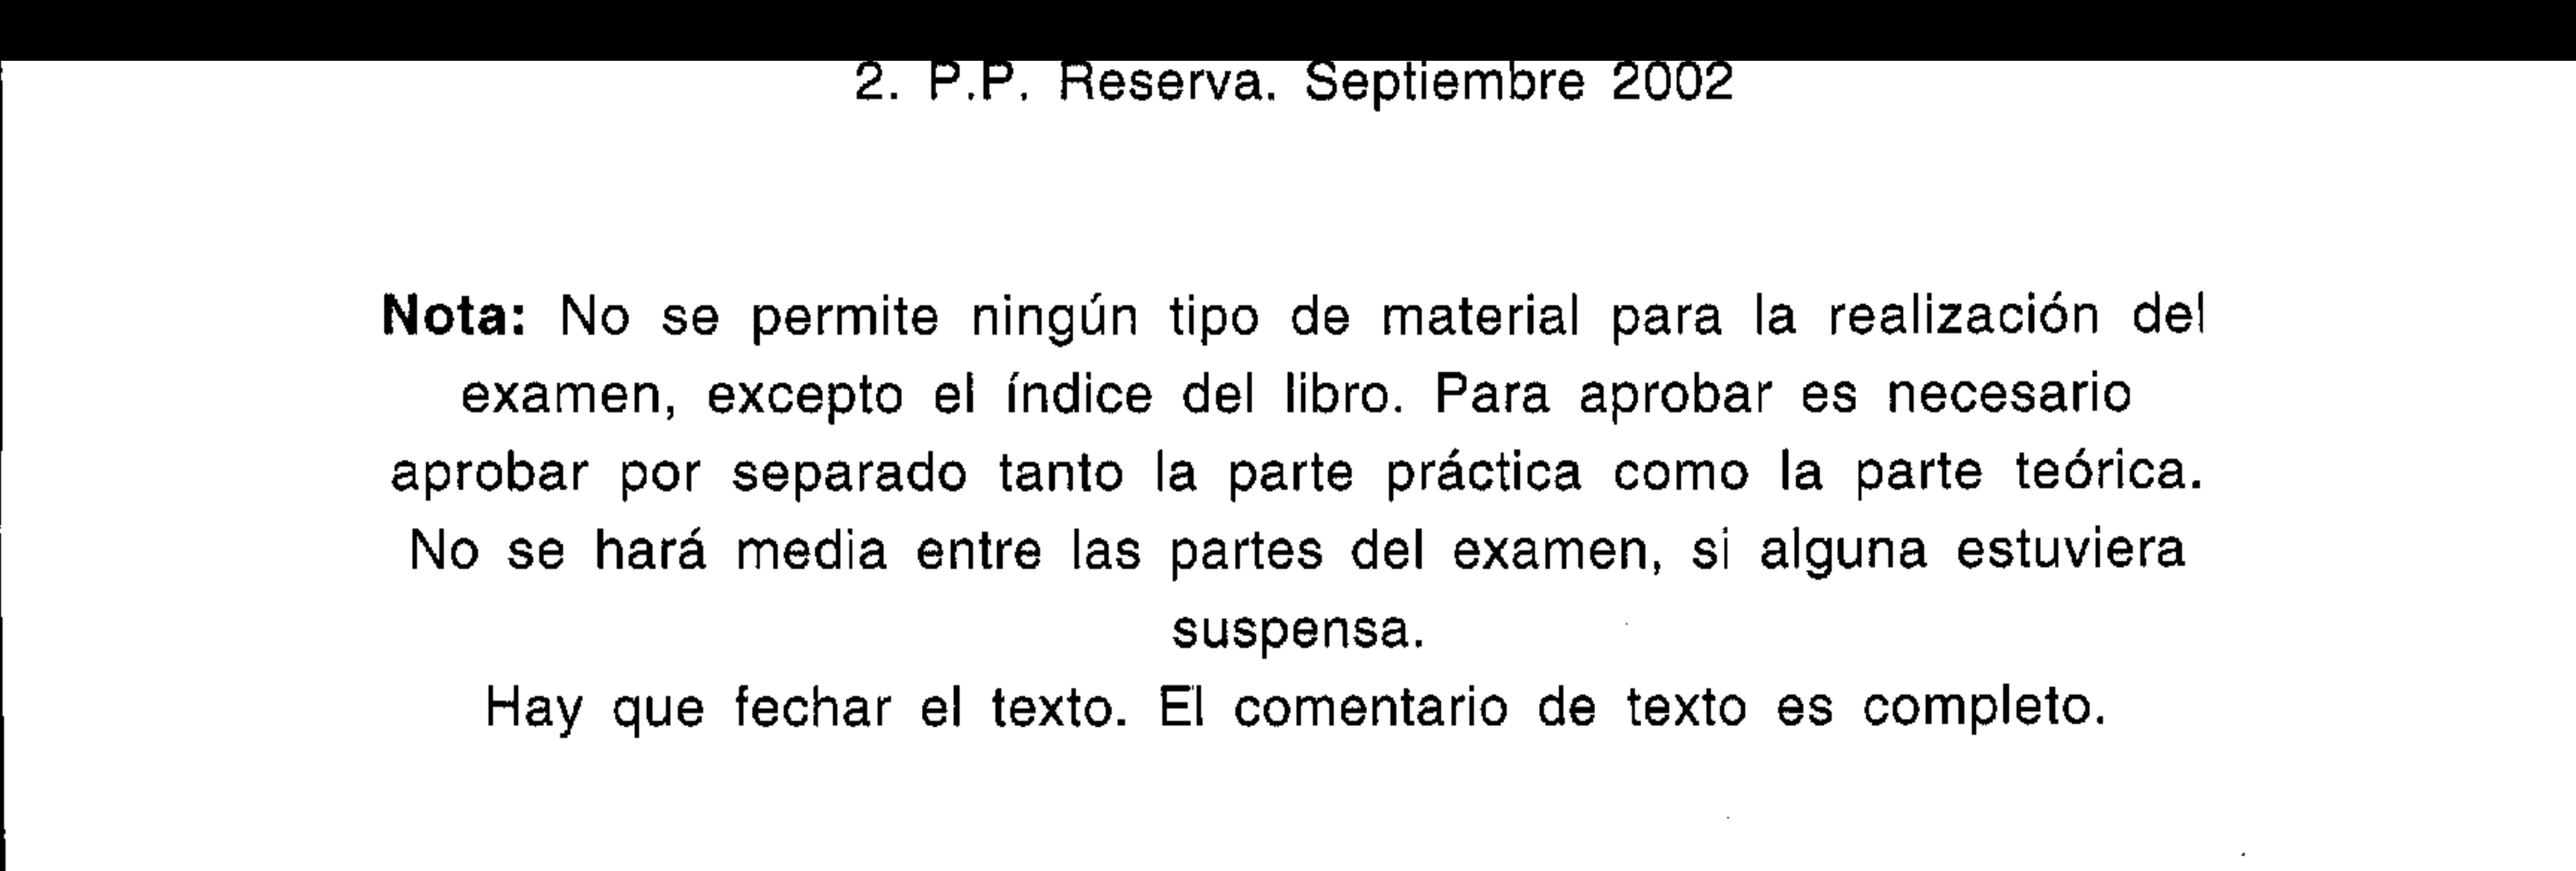 2. P.P. Reserva. Septiembre 2002
Nota: No se permite ningún tipo de material para la realización del
examen, excepto el índice del libro. Para aprobar es necesario
aprobar por separado tanto la parte práctica como la parte teórica.
No se hará media entre las partes del examen, si alguna estuviera
suspensa.
Hay que fechar el texto. El comentario de texto es completo.